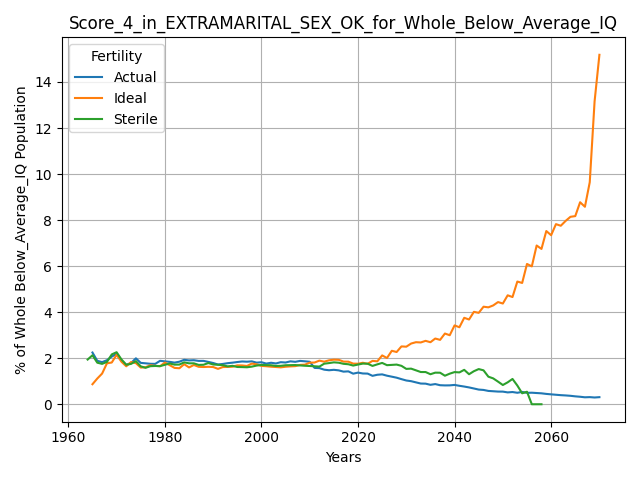 Score_4_in_EXTRAMARITAL_SEX_OK_for_Whole_Below_Average_IQ
Fertility
Actual
Ideal
Sterile
% of Whole Below_Average_IQ Population
14
12
10
8
6
4
2
0
1960 1980 2000 2020 2040 2060
Years